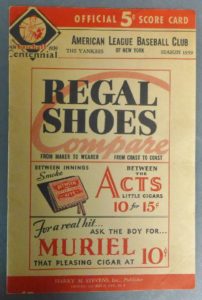 OFFICIAL 5¢ SCORE CARD
Centennial
AMERICAN LEAGUE BASEBALL CLUB
THE YANKEES OF NEW YORK SEASON 1939
REGAL
SHOES
Compare
FROM MAKER TO WEARER FROM COAST TO COAST
BETWEEN INNINGS
Smoke
BETWEEN
THE
ACTS
LITTLE CIGARS
10 for 15¢
For a real hit...
ASK THE BOY FOR...
MURIEL
THAT PLEASING CIGAR AT 10¢
HARRY M. STEVENS, Inc., Publisher